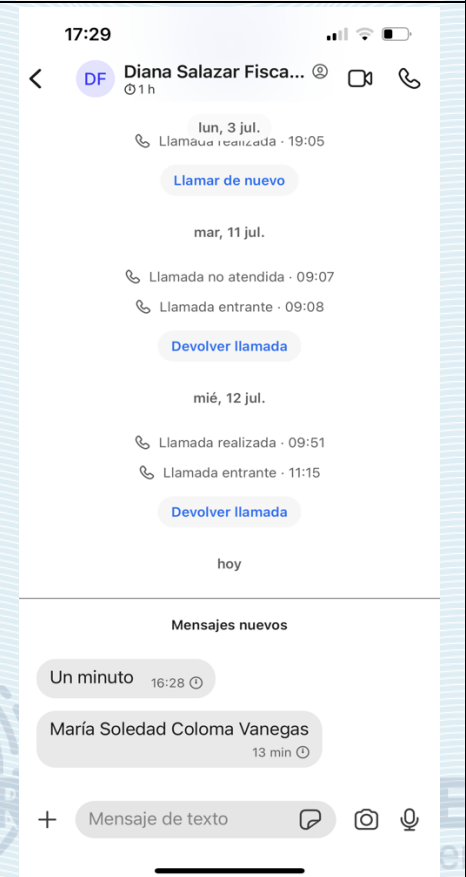 17:29
DF
Diana Salazar Fisca...
1 h
lun, 3 jul.
Llamada realizada · 19:05
Llamar de nuevo
mar, 11 jul.
Llamada no atendida · 09:07
Llamada entrante · 09:08
Devolver llamada
mié, 12 jul.
Llamada realizada · 09:51
Llamada entrante · 11:15
Devolver llamada
hoy
Mensajes nuevos
Un minuto 16:28
María Soledad Coloma Vanegas
13 min
Mensaje de texto